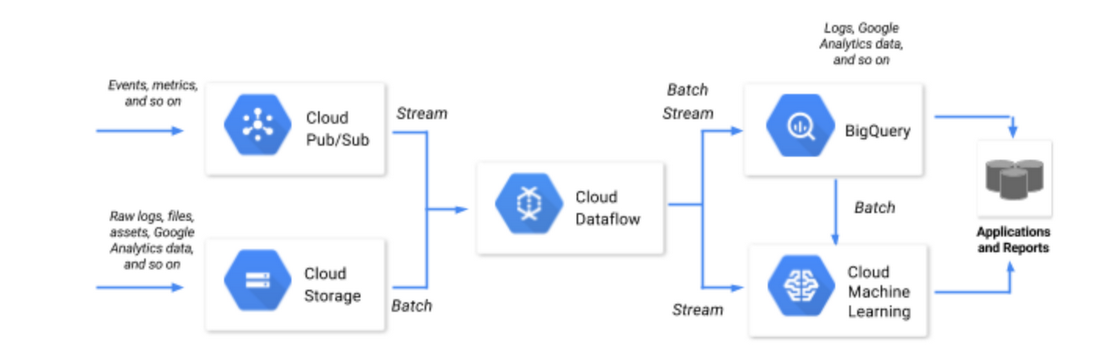 Events, metrics,
and so on
Cloud
Pub/Sub
Stream
Raw logs, files,
assets, Google
Analytics data,
and so on
Cloud
Storage
Batch
Cloud
Dataflow
Batch
Stream
Logs, Google
Analytics data,
and so on
BigQuery
Batch
Stream
Cloud
Machine
Learning
Applications
and Reports